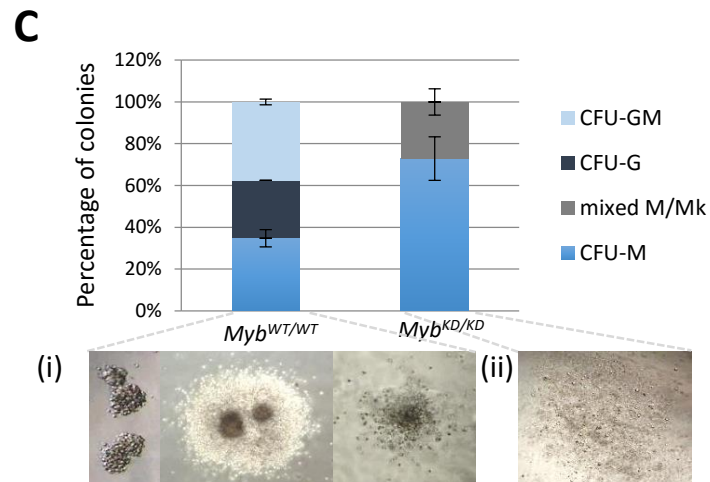 C
Percentage of colonies
120%
100%
80%
60%
40%
20%
0%
Myb^WT/WT
Myb^KD/KD
CFU-GM
CFU-G
mixed M/Mk
CFU-M
(i)
(ii)